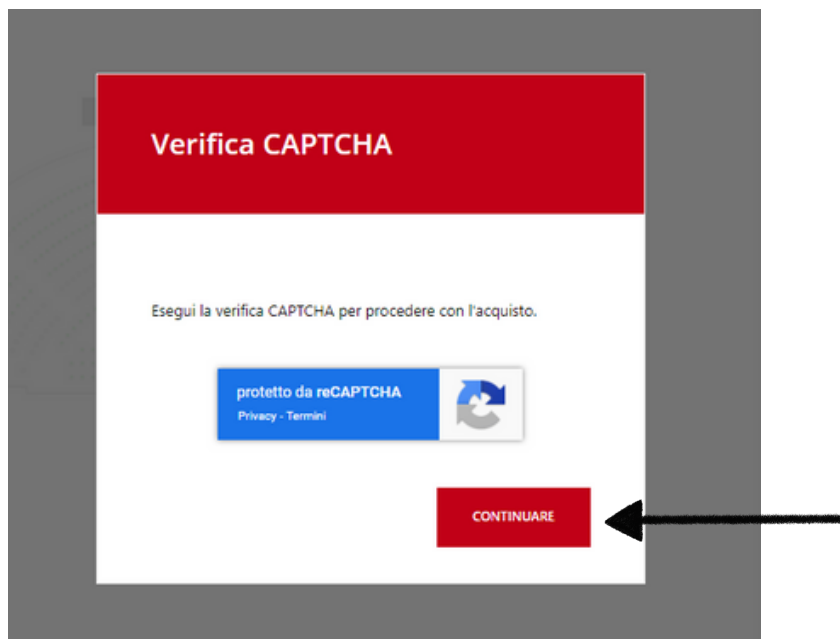 Verifica CAPTCHA
Esegui la verifica CAPTCHA per procedere con l'acquisto.
protetto da reCAPTCHA
Privacy - Termini
CONTINUARE